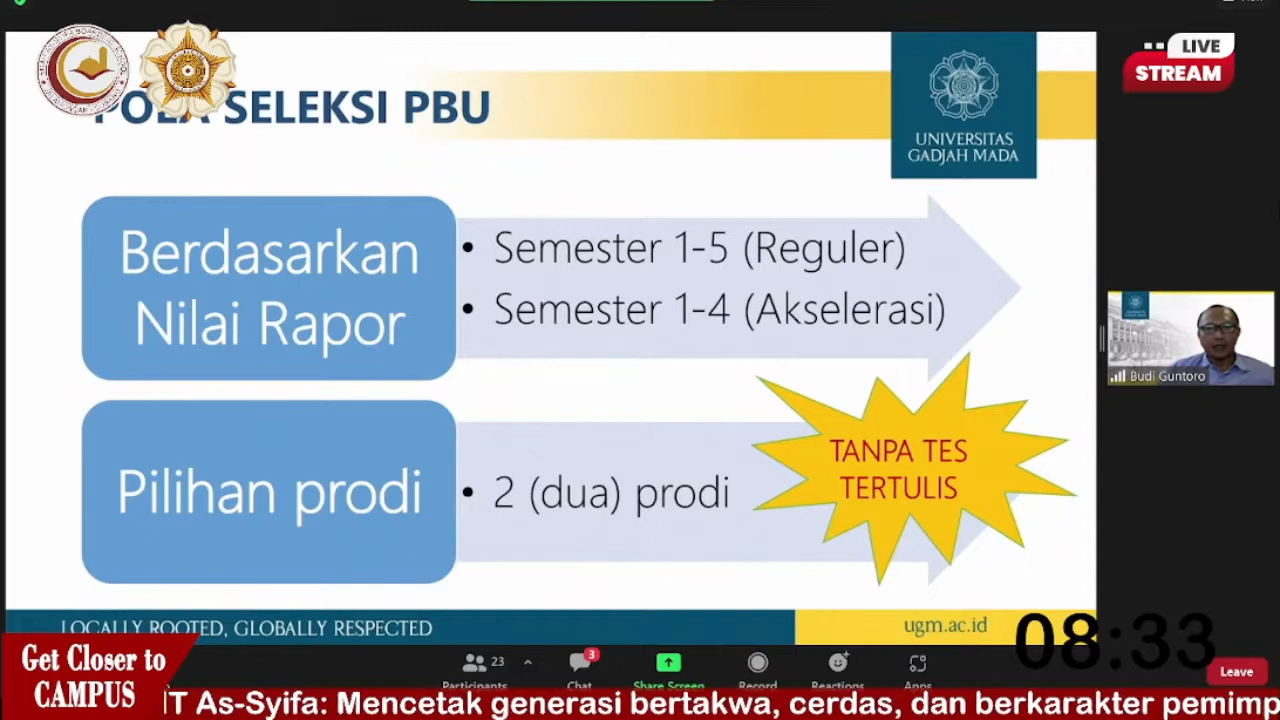 LIVE
STREAM
POLA SELEKSI PBU
UNIVERSITAS
GADJAH MADA
Berdasarkan
Nilai Rapor
• Semester 1-5 (Reguler)
• Semester 1-4 (Akselerasi)
Budi Guntoro
TANPA TES
TERTULIS
Pilihan prodi
• 2 (dua) prodi
LOCALLY ROOTED, GLOBALLY RESPECTED
ugm.ac.id
08:33
Get Closer to
CAMPUS
23
3
Participants
Chat
Share Screen
Record
Reactions
Apps
Leave
IT As-Syifa: Mencetak generasi bertakwa, cerdas, dan berkarakter pemimp